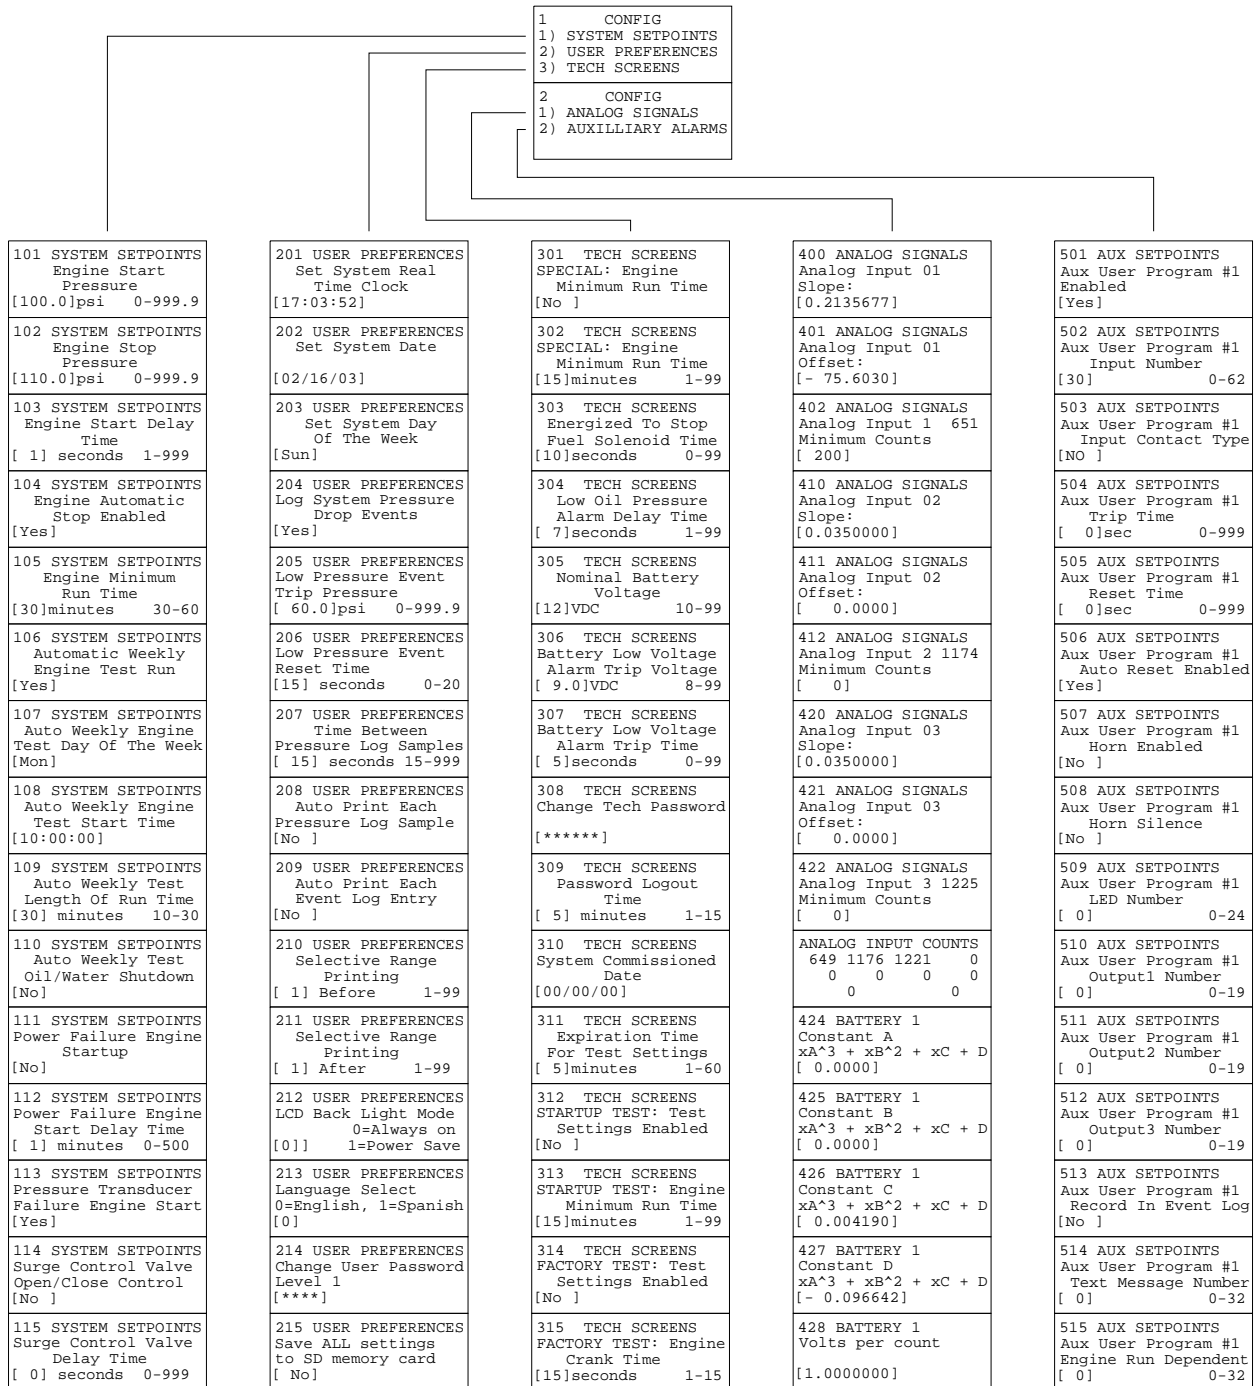 1 CONFIG
1) SYSTEM SETPOINTS
2) USER PREFERENCES
3) TECH SCREENS
2 CONFIG
1) ANALOG SIGNALS
2) AUXILLIARY ALARMS
101 SYSTEM SETPOINTS
Engine Start
Pressure
[100.0]psi 0-999.9
102 SYSTEM SETPOINTS
Engine Stop
Pressure
[110.0]psi 0-999.9
103 SYSTEM SETPOINTS
Engine Start Delay
Time
[ 1] seconds 1-999
104 SYSTEM SETPOINTS
Engine Automatic
Stop Enabled
[Yes]
105 SYSTEM SETPOINTS
Engine Minimum
Run Time
[30]minutes 30-60
106 SYSTEM SETPOINTS
Automatic Weekly
Engine Test Run
[Yes]
107 SYSTEM SETPOINTS
Auto Weekly Engine
Test Day Of The Week
[Mon]
108 SYSTEM SETPOINTS
Auto Weekly Engine
Test Start Time
[10:00:00]
109 SYSTEM SETPOINTS
Auto Weekly Test
Length Of Run Time
[30] minutes 10-30
110 SYSTEM SETPOINTS
Auto Weekly Test
Oil/Water Shutdown
[No]
111 SYSTEM SETPOINTS
Power Failure Engine
Startup
[No]
112 SYSTEM SETPOINTS
Power Failure Engine
Start Delay Time
[ 1] minutes 0-500
113 SYSTEM SETPOINTS
Pressure Transducer
Failure Engine Start
[Yes]
114 SYSTEM SETPOINTS
Surge Control Valve
Open/Close Control
[No ]
115 SYSTEM SETPOINTS
Surge Control Valve
Delay Time
[ 0] seconds 0-999
201 USER PREFERENCES
Set System Real
Time Clock
[17:03:52]
202 USER PREFERENCES
Set System Date
[02/16/03]
203 USER PREFERENCES
Set System Day
Of The Week
[Sun]
204 USER PREFERENCES
Log System Pressure
Drop Events
[Yes]
205 USER PREFERENCES
Low Pressure Event
Trip Pressure
[ 60.0]psi 0-999.9
206 USER PREFERENCES
Low Pressure Event
Reset Time
[15] seconds 0-20
207 USER PREFERENCES
Time Between
Pressure Log Samples
[ 15] seconds 15-999
208 USER PREFERENCES
Auto Print Each
Pressure Log Sample
[No ]
209 USER PREFERENCES
Auto Print Each
Event Log Entry
[No ]
210 USER PREFERENCES
Selective Range
Printing
[ 1] Before 1-99
211 USER PREFERENCES
Selective Range
Printing
[ 1] After 1-99
212 USER PREFERENCES
LCD Back Light Mode
0=Always on
[0]] 1=Power Save
213 USER PREFERENCES
Language Select
0=English, 1=Spanish
[0]
214 USER PREFERENCES
Change User Password
Level 1
[****]
215 USER PREFERENCES
Save ALL settings
to SD memory card
[ No]
301 TECH SCREENS
SPECIAL: Engine
Minimum Run Time
[No ]
302 TECH SCREENS
SPECIAL: Engine
Minimum Run Time
[15]minutes 1-99
303 TECH SCREENS
Energized To Stop
Fuel Solenoid Time
[10]seconds 0-99
304 TECH SCREENS
Low Oil Pressure
Alarm Delay Time
[ 7]seconds 1-99
305 TECH SCREENS
Nominal Battery
Voltage
[12]VDC 10-99
306 TECH SCREENS
Battery Low Voltage
Alarm Trip Voltage
[ 9.0]VDC 8-99
307 TECH SCREENS
Battery Low Voltage
Alarm Trip Time
[ 5]seconds 0-99
308 TECH SCREENS
Change Tech Password
[******]
309 TECH SCREENS
Password Logout
Time
[ 5] minutes 1-15
310 TECH SCREENS
System Commissioned
Date
[00/00/00]
311 TECH SCREENS
Expiration Time
For Test Settings
[ 5]minutes 1-60
312 TECH SCREENS
STARTUP TEST: Test
Settings Enabled
[No ]
313 TECH SCREENS
STARTUP TEST: Engine
Minimum Run Time
[15]minutes 1-99
314 TECH SCREENS
FACTORY TEST: Test
Settings Enabled
[No ]
315 TECH SCREENS
FACTORY TEST: Engine
Crank Time
[15]seconds 1-15
400 ANALOG SIGNALS
Analog Input 01
Slope:
[0.2135677]
401 ANALOG SIGNALS
Analog Input 01
Offset:
[- 75.6030]
402 ANALOG SIGNALS
Analog Input 1 651
Minimum Counts
[ 200]
410 ANALOG SIGNALS
Analog Input 02
Slope:
[0.0350000]
411 ANALOG SIGNALS
Analog Input 02
Offset:
[ 0.0000]
412 ANALOG SIGNALS
Analog Input 2 1174
Minimum Counts
[ 0]
420 ANALOG SIGNALS
Analog Input 03
Slope:
[0.0350000]
421 ANALOG SIGNALS
Analog Input 03
Offset:
[ 0.0000]
422 ANALOG SIGNALS
Analog Input 3 1225
Minimum Counts
[ 0]
ANALOG INPUT COUNTS
649 1176 1221 0
0 0 0 0
0 0
424 BATTERY 1
Constant A
xA^3 + xB^2 + xC + D
[ 0.0000]
425 BATTERY 1
Constant B
xA^3 + xB^2 + xC + D
[ 0.0000]
426 BATTERY 1
Constant C
xA^3 + xB^2 + xC + D
[ 0.004190]
427 BATTERY 1
Constant D
xA^3 + xB^2 + xC + D
[- 0.096642]
428 BATTERY 1
Volts per count
[1.0000000]
501 AUX SETPOINTS
Aux User Program #1
Enabled
[Yes]
502 AUX SETPOINTS
Aux User Program #1
Input Number
[30] 0-62
503 AUX SETPOINTS
Aux User Program #1
Input Contact Type
[NO ]
504 AUX SETPOINTS
Aux User Program #1
Trip Time
[ 0]sec 0-999
505 AUX SETPOINTS
Aux User Program #1
Reset Time
[ 0]sec 0-999
506 AUX SETPOINTS
Aux User Program #1
Auto Reset Enabled
[Yes]
507 AUX SETPOINTS
Aux User Program #1
Horn Enabled
[No ]
508 AUX SETPOINTS
Aux User Program #1
Horn Silence
[No ]
509 AUX SETPOINTS
Aux User Program #1
LED Number
[ 0] 0-24
510 AUX SETPOINTS
Aux User Program #1
Output1 Number
[ 0] 0-19
511 AUX SETPOINTS
Aux User Program #1
Output2 Number
[ 0] 0-19
512 AUX SETPOINTS
Aux User Program #1
Output3 Number
[ 0] 0-19
513 AUX SETPOINTS
Aux User Program #1
Record In Event Log
[No ]
514 AUX SETPOINTS
Aux User Program #1
Text Message Number
[ 0] 0-32
515 AUX SETPOINTS
Aux User Program #1
Engine Run Dependent
[ 0] 0-32